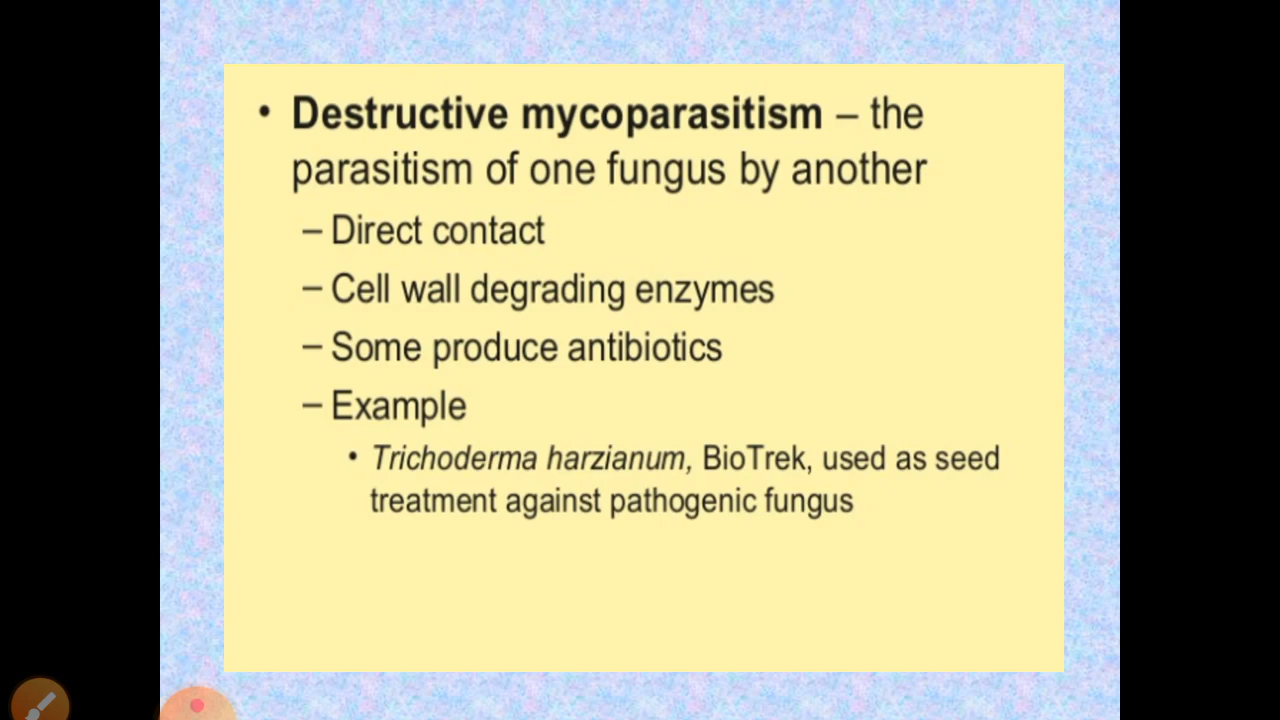 • Destructive mycoparasitism – the
parasitism of one fungus by another
– Direct contact
– Cell wall degrading enzymes
– Some produce antibiotics
– Example
• Trichoderma harzianum, BioTrek, used as seed
treatment against pathogenic fungus